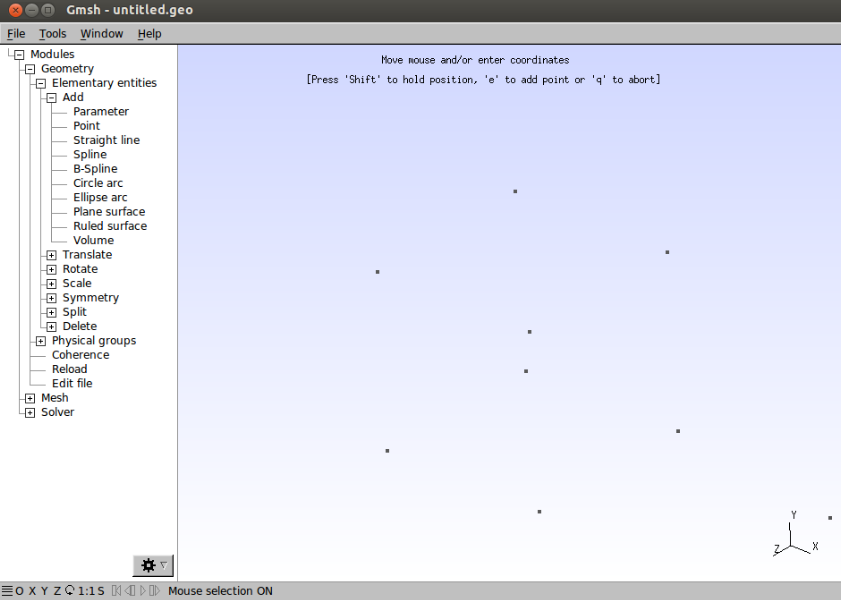 Gmsh - untitled.geo
File Tools Window Help
Modules
Geometry
Elementary entities
Add
Parameter
Point
Straight line
Spline
B-Spline
Circle arc
Ellipse arc
Plane surface
Ruled surface
Volume
Translate
Rotate
Scale
Symmetry
Split
Delete
Physical groups
Coherence
Reload
Edit file
Mesh
Solver
Move mouse and/or enter coordinates
[Press 'Shift' to hold position, 'e' to add point or 'q' to abort]
Y
Z X
O X Y Z 1:1 S Mouse selection ON